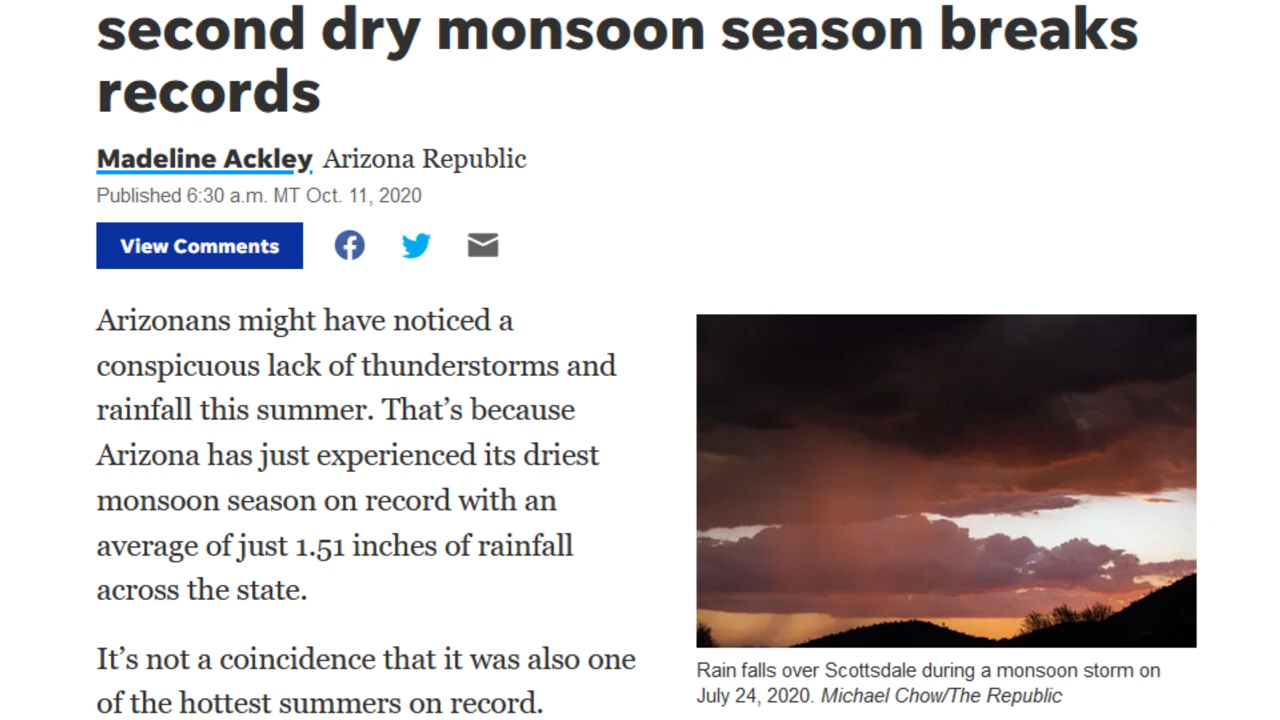 second dry monsoon season breaks
records
Madeline Ackley Arizona Republic
Published 6:30 a.m. MT Oct. 11, 2020
View Comments
Arizonans might have noticed a
conspicuous lack of thunderstorms and
rainfall this summer. That’s because
Arizona has just experienced its driest
monsoon season on record with an
average of just 1.51 inches of rainfall
across the state.
It’s not a coincidence that it was also one
of the hottest summers on record.
Rain falls over Scottsdale during a monsoon storm on
July 24, 2020. Michael Chow/The Republic